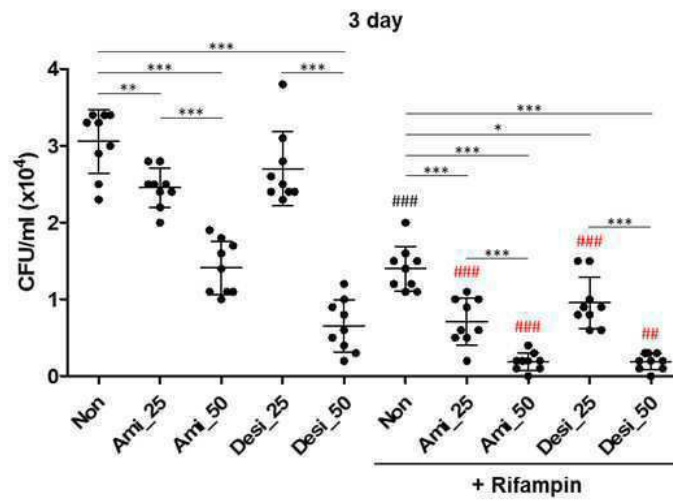 3 day
***
***
***
**
***
***
*
***
***
***
***
###
###
###
###
##
CFU/ml (x10⁴)
4
3
2
1
0
Non
Ami_25
Ami_50
Desi_25
Desi_50
Non
Ami_25
Ami_50
Desi_25
Desi_50
+ Rifampin